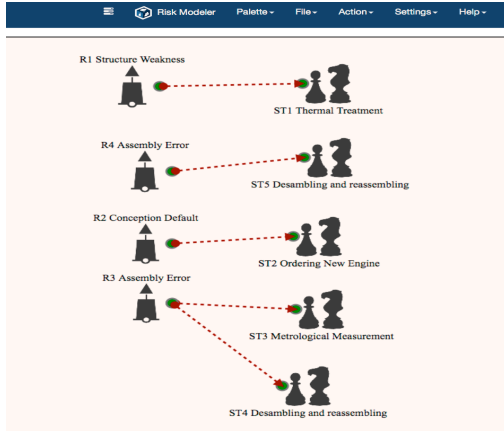 Risk Modeler Palette File Action Settings Help
R1 Structure Weakness
ST1 Thermal Treatment
R4 Assembly Error
ST5 Desambling and reassembling
R2 Conception Default
ST2 Ordering New Engine
R3 Assembly Error
ST3 Metrological Measurement
ST4 Desambling and reassembling